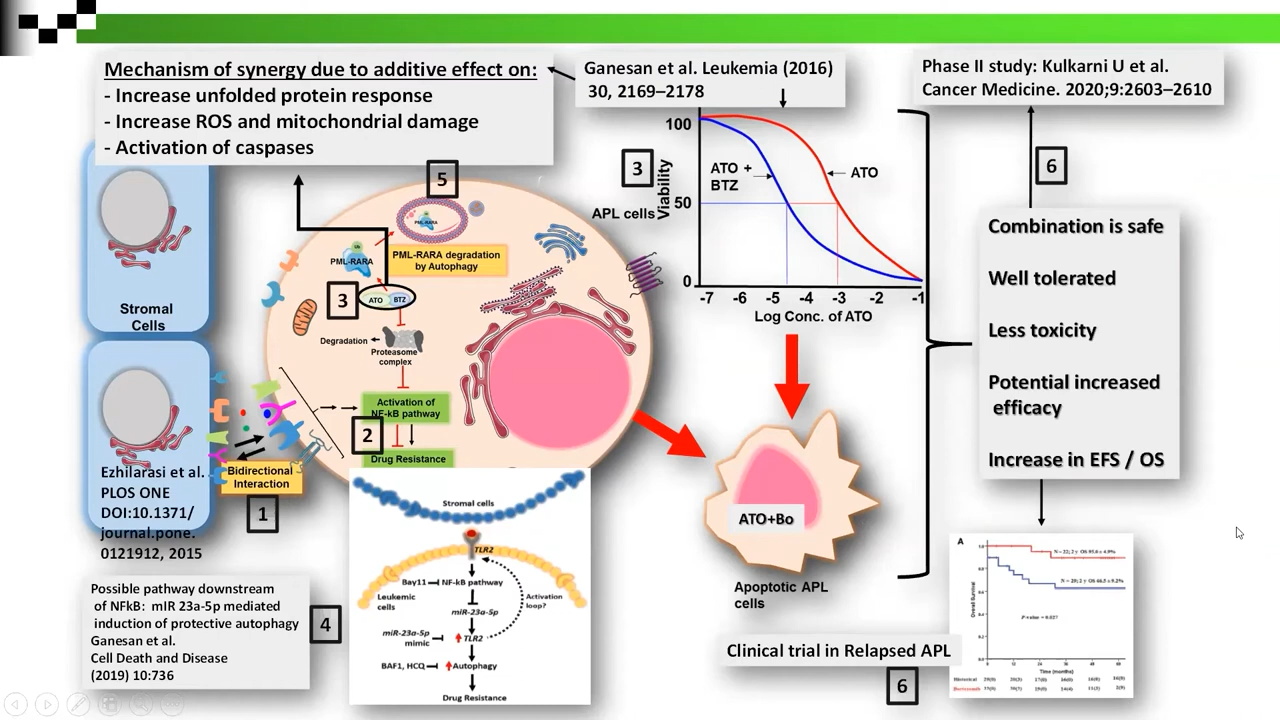 Mechanism of synergy due to additive effect on:
- Increase unfolded protein response
- Increase ROS and mitochondrial damage
- Activation of caspases
Ganesan et al. Leukemia (2016)
30, 2169–2178
Phase II study: Kulkarni U et al.
Cancer Medicine. 2020;9:2603–2610
3
APL cells
Viability
100
50
0
ATO +
BTZ
ATO
-7 -6 -5 -4 -3 -2 -1
Log Conc. of ATO
6
Combination is safe
Well tolerated
Less toxicity
Potential increased
efficacy
Increase in EFS / OS
Stromal
Cells
5
PML-RARA
Ub
PML-RARA
PML-RARA degradation
by Autophagy
3
ATO
BTZ
Degradation
Proteasome
complex
Activation of
NF-kB pathway
2
Drug Resistance
Bidirectional
Interaction
1
Ezhilarasi et al.
PLOS ONE
DOI:10.1371/
journal.pone.
0121912, 2015
Possible pathway downstream
of NFkB: mIR 23a-5p mediated
induction of protective autophagy
Ganesan et al.
Cell Death and Disease
(2019) 10:736
4
Stromal cells
TLR2
Bay11
NF-kB pathway
Leukemic
cells
Activation
loop?
miR-23a-5p
miR-23a-5p
mimic
TLR2
BAF1, HCQ
Autophagy
Drug Resistance
ATO+Bo
Apoptotic APL
cells
Clinical trial in Relapsed APL
6
A
Overall Survival
Time (months)
Historical
Bortezomib